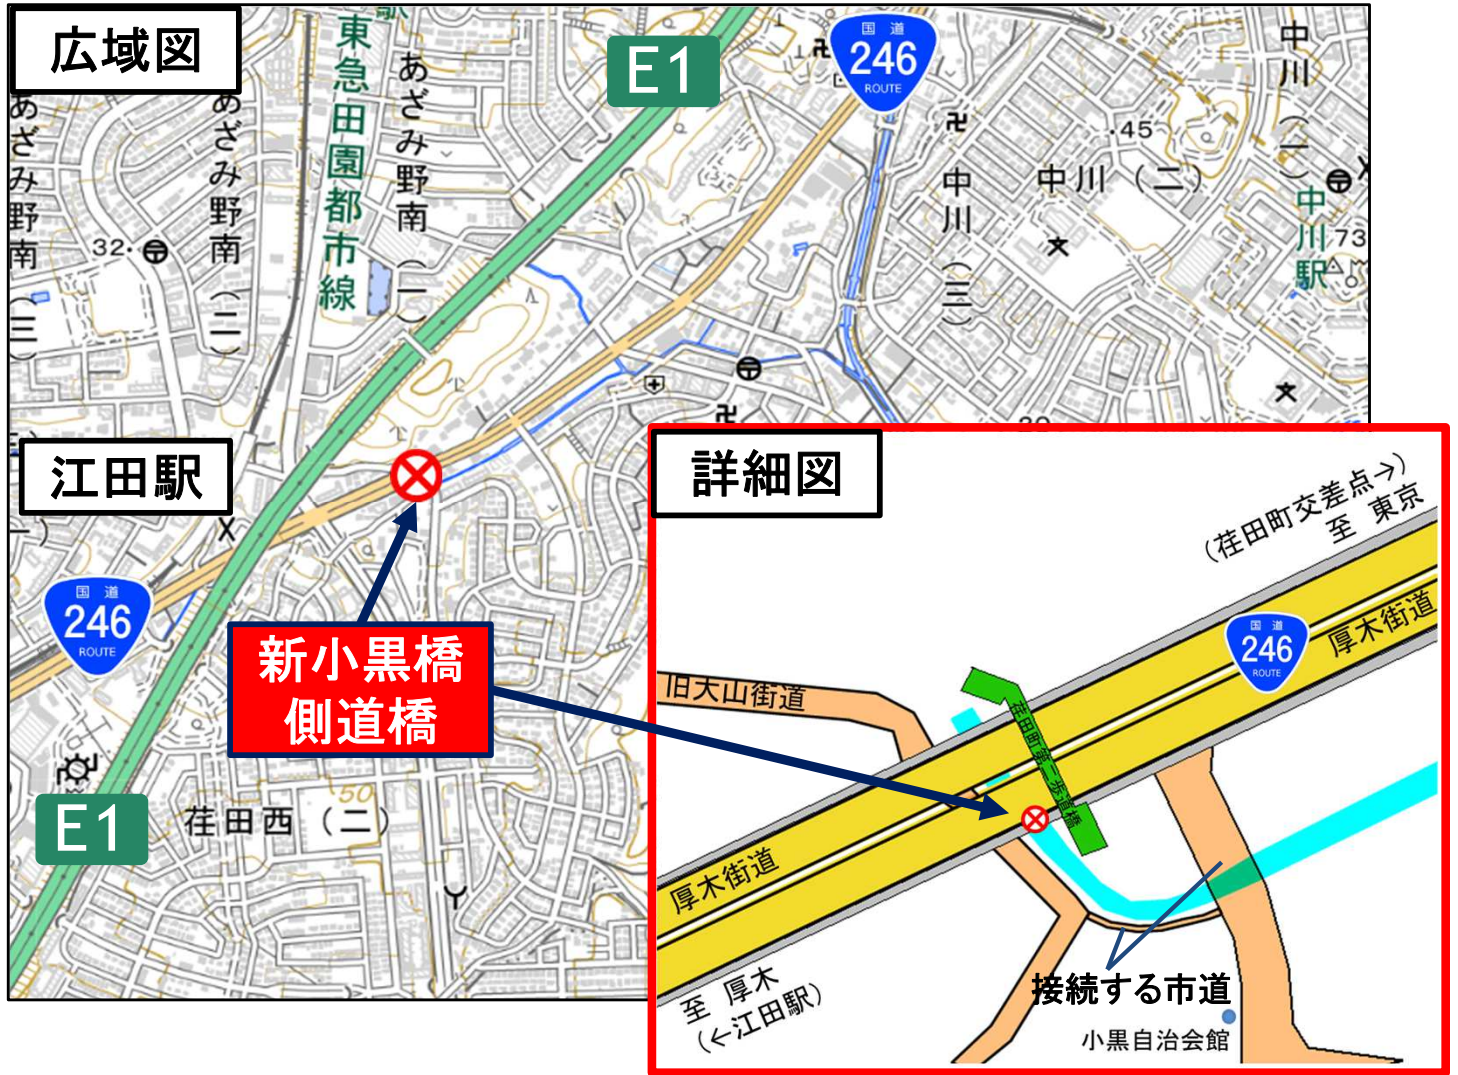 広域図
東急田園都市線
駅
あざみ野南（一）
E1
国道
246
ROUTE
中川（一）
中川駅
・45
中川（二）
中川（三）
73
あざみ野南（三）
あざみ野南（二）
32・
江田駅
国道
246
ROUTE
新小黒橋
側道橋
E1
荏田西（二）
50
詳細図
（荏田町交差点→）
至 東京
国道
246
ROUTE
厚木街道
旧大山街道
荏田町第二歩道橋
厚木街道
至 厚木
（←江田駅）
接続する市道
小黒自治会館